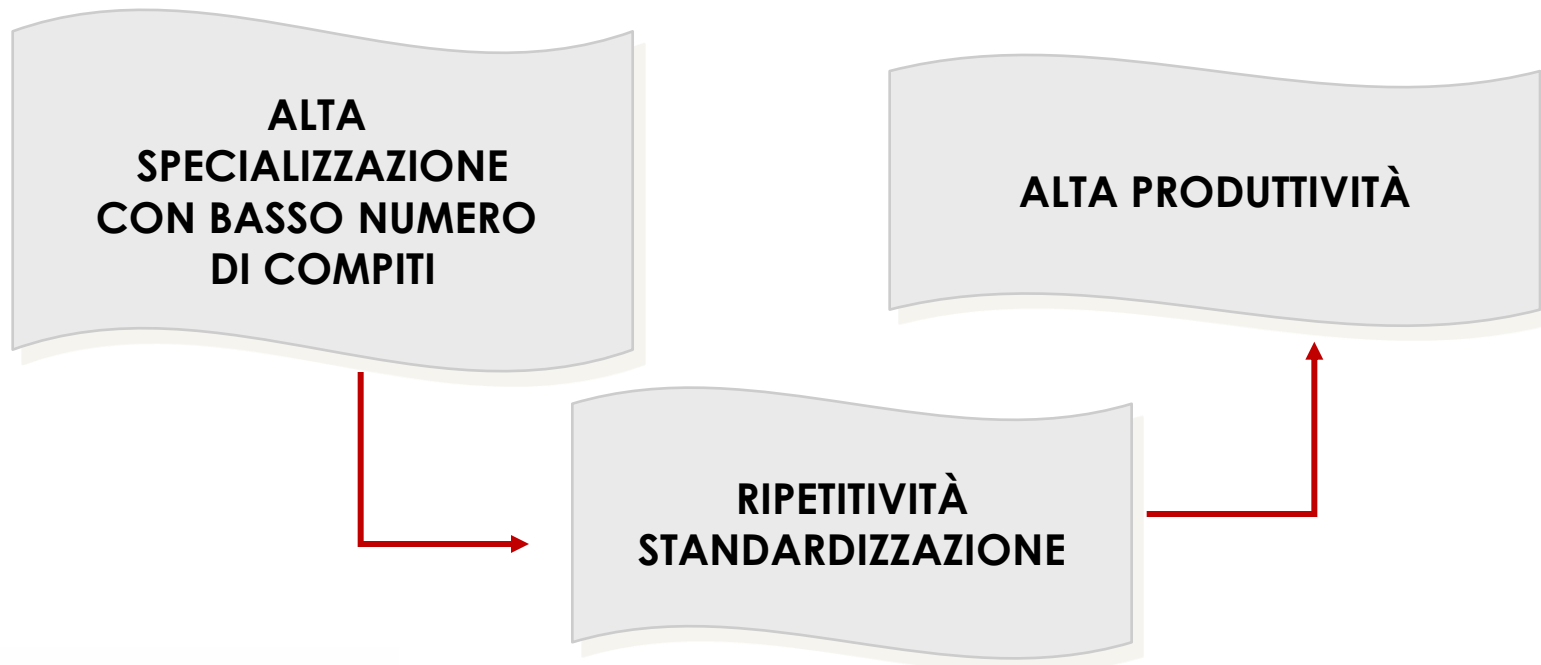 ALTA
SPECIALIZZAZIONE
CON BASSO NUMERO
DI COMPITI
RIPETITIVITÀ
STANDARDIZZAZIONE
ALTA PRODUTTIVITÀ